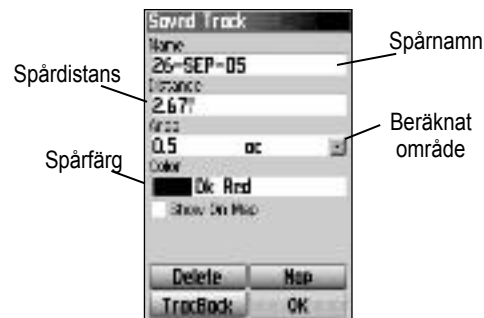 Saved Track
Name
26-SEP-05
Distance
2.67
Area
0.5 ac
Color
Dk Red
Show On Map
Delete Map
TracBack OK
Spårnamn
Spårdistans
Beräknat
område
Spårfärg